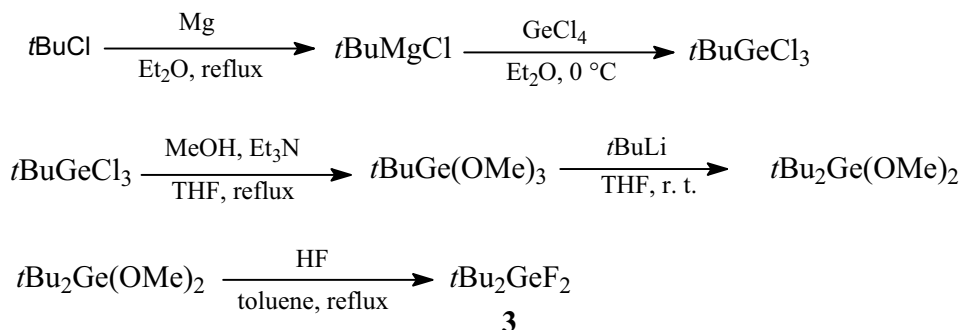 Mg
tBuCl tBuMgCl
Et₂O, reflux
GeCl₄
tBuGeCl₃
Et₂O, 0 °C
MeOH, Et₃N
tBuGeCl₃ tBuGe(OMe)₃
THF, reflux
tBuLi
tBu₂Ge(OMe)₂
THF, r. t.
HF
tBu₂Ge(OMe)₂ tBu₂GeF₂
toluene, reflux
3